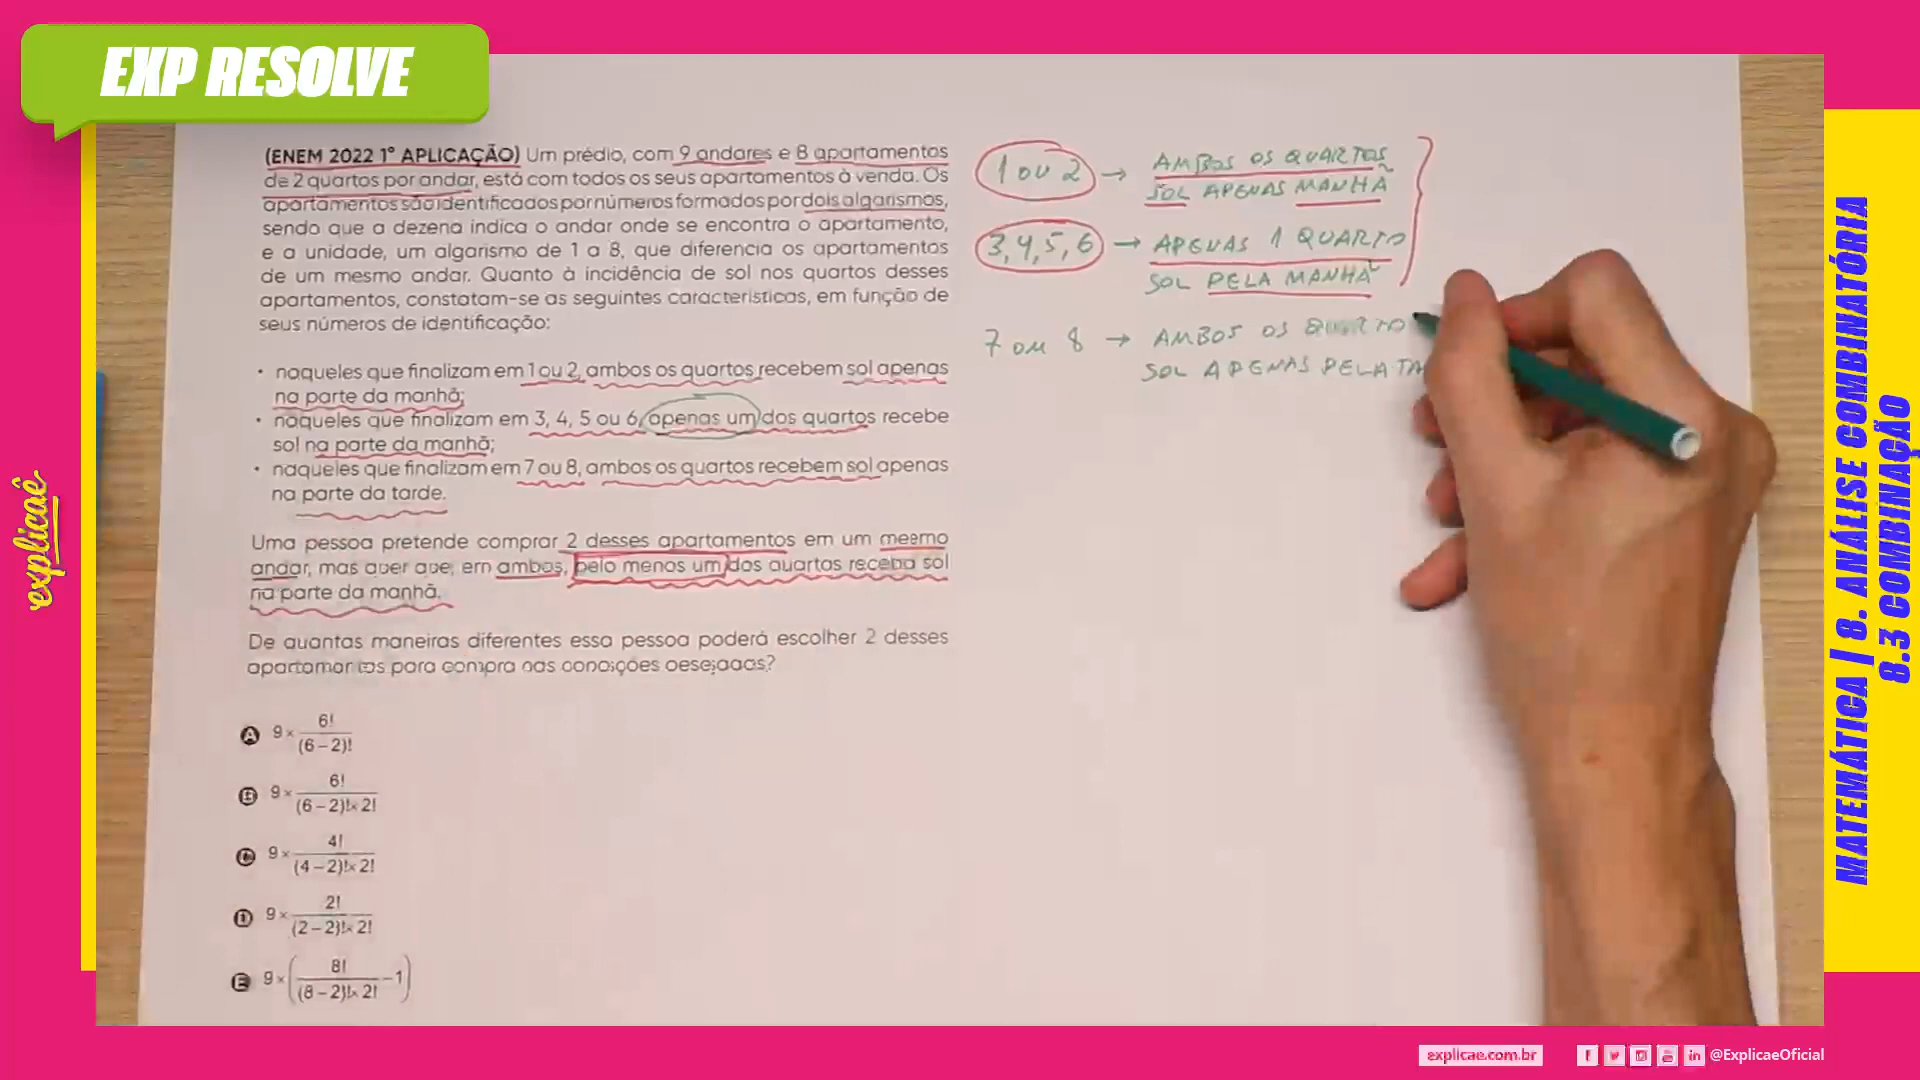 EXP RESOLVE
(ENEM 2022 1° APLICAÇÃO) Um prédio, com 9 andares e 8 apartamentos
de 2 quartos por andar, está com todos os seus apartamentos à venda. Os
apartamentos são identificados por números formados por dois algarismos,
sendo que a dezena indica o andar onde se encontra o apartamento,
e a unidade, um algarismo de 1 a 8, que diferencia os apartamentos
de um mesmo andar. Quanto à incidência de sol nos quartos desses
apartamentos, constatam-se as seguintes características, em função de
seus números de identificação:
• naqueles que finalizam em 1 ou 2, ambos os quartos recebem sol apenas
na parte da manhã;
• naqueles que finalizam em 3, 4, 5 ou 6, apenas um dos quartos recebe
sol na parte da manhã;
• naqueles que finalizam em 7 ou 8, ambos os quartos recebem sol apenas
na parte da tarde.
Uma pessoa pretende comprar 2 desses apartamentos em um mesmo
andar, mas quer que, em ambos, pelo menos um dos quartos receba sol
na parte da manhã.
De quantas maneiras diferentes essa pessoa poderá escolher 2 desses
apartamentos para compra nas condições desejadas?
A 9 × 6! / (6 – 2)!
B 9 × 6! / (6 – 2)! × 2!
C 9 × 4! / (4 – 2)! × 2!
D 9 × 2! / (2 – 2)! × 2!
E 9 × ( 8! / (8 – 2)! × 2! – 1 )
1 OU 2 → AMBOS OS QUARTOS
SOL APENAS MANHÃ
3, 4, 5, 6 → APENAS 1 QUARTO
SOL PELA MANHÃ
7 OU 8 → AMBOS OS QUARTO
SOL APENAS PELA TA
explicaê
MATEMÁTICA | 8. ANÁLISE COMBINATÓRIA
8.3 COMBINAÇÃO
explicae.com.br
@ExplicaeOficial